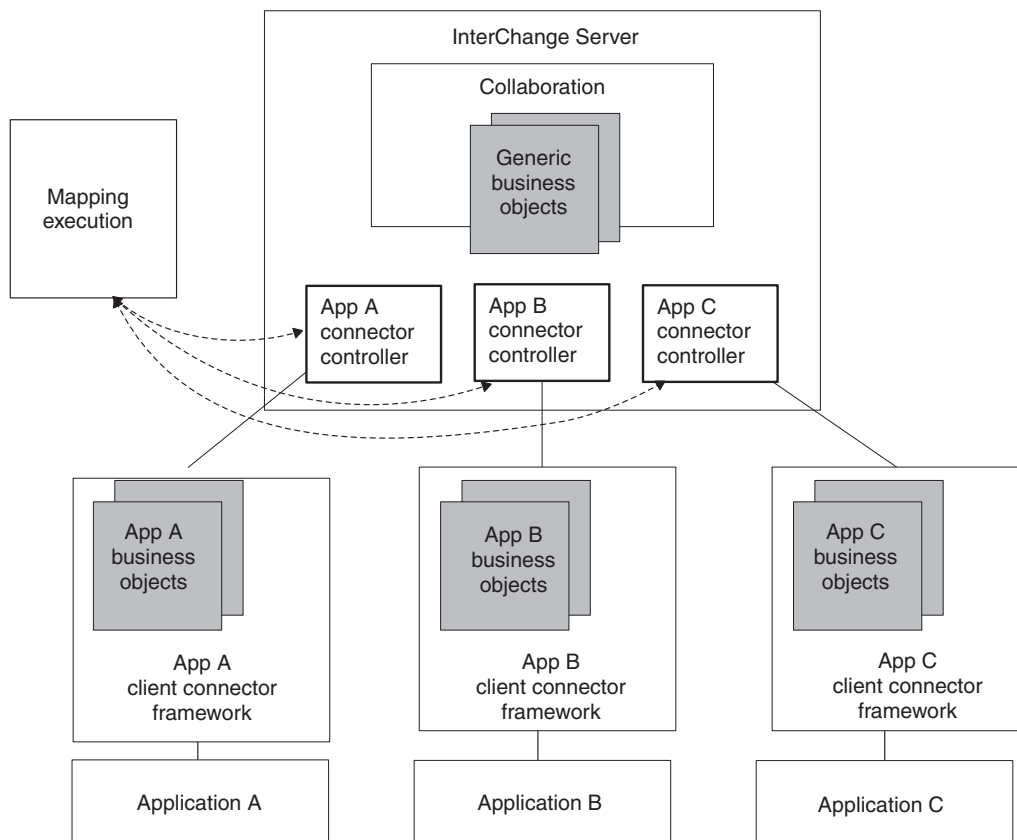 InterChange Server
Collaboration
Generic
business
objects
Mapping
execution
App A
connector
controller
App B
connector
controller
App C
connector
controller
App A
business
objects
App A
client connector
framework
App B
business
objects
App B
client connector
framework
App C
business
objects
App C
client connector
framework
Application A
Application B
Application C